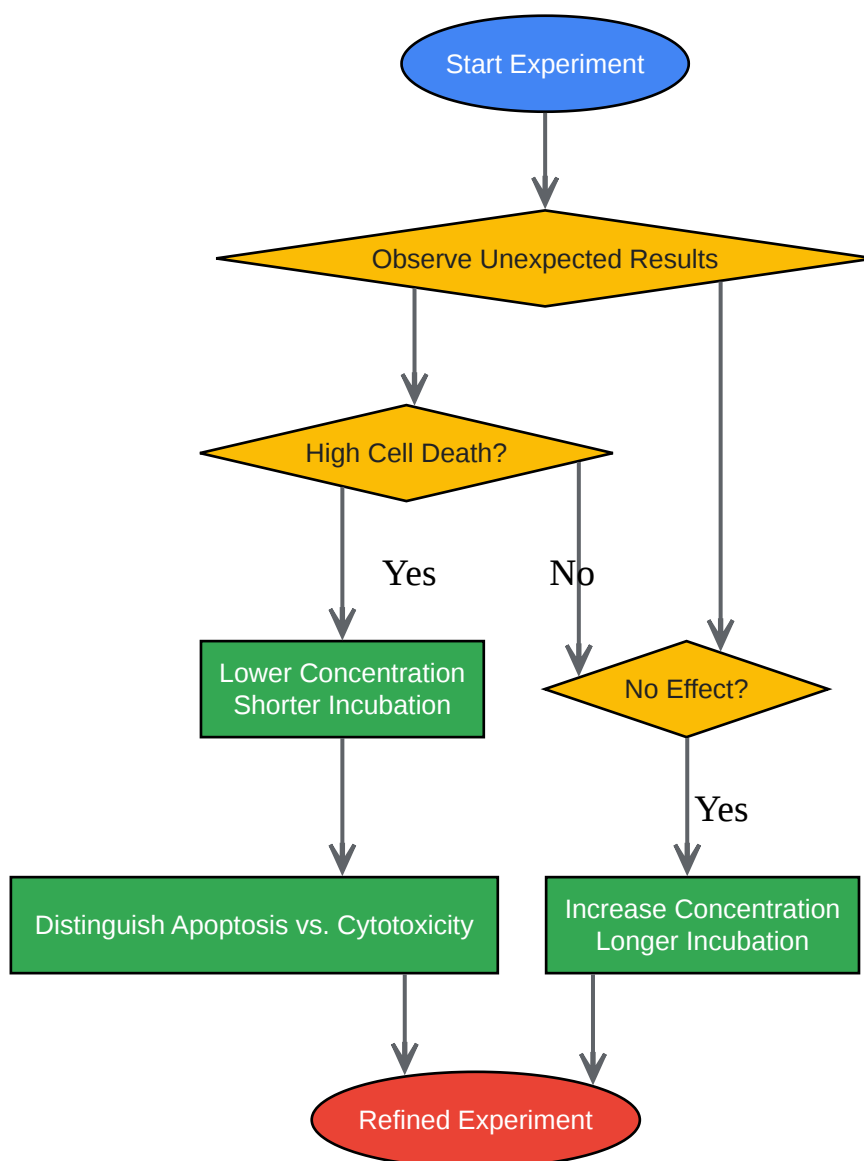 Start Experiment
Observe Unexpected Results
High Cell Death?
Yes
No
Lower Concentration
Shorter Incubation
No Effect?
Yes
Distinguish Apoptosis vs. Cytotoxicity
Increase Concentration
Longer Incubation
Refined Experiment